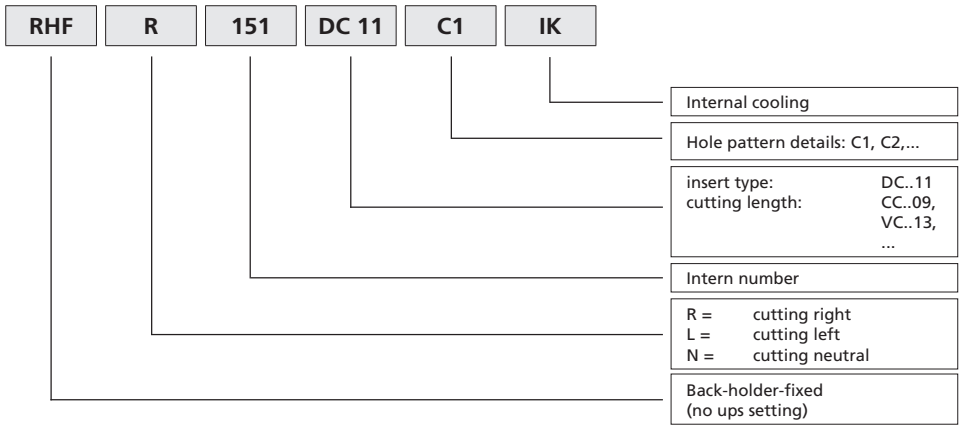 RHF R 151 DC 11 C1 IK
Internal cooling
Hole pattern details: C1, C2,...
insert type: DC..11
cutting length: CC..09,
VC..13,
...
Intern number
R = cutting right
L = cutting left
N = cutting neutral
Back-holder-fixed
(no ups setting)